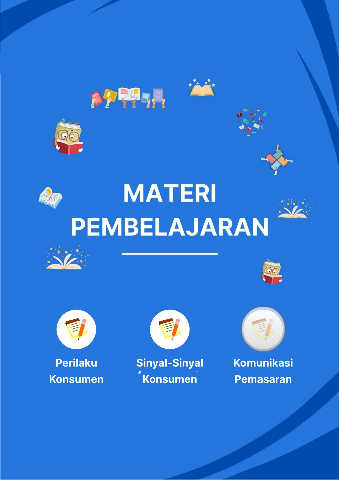 MATERI
PEMBELAJARAN
Perilaku
Konsumen
Sinyal-Sinyal
Konsumen
Komunikasi
Pemasaran